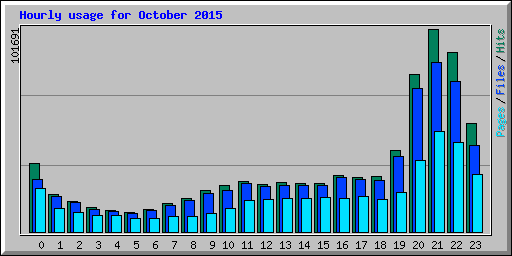 Hourly usage for October 2015
101691
Pages/Files/Hits
0 1 2 3 4 5 6 7 8 9 10 11 12 13 14 15 16 17 18 19 20 21 22 23